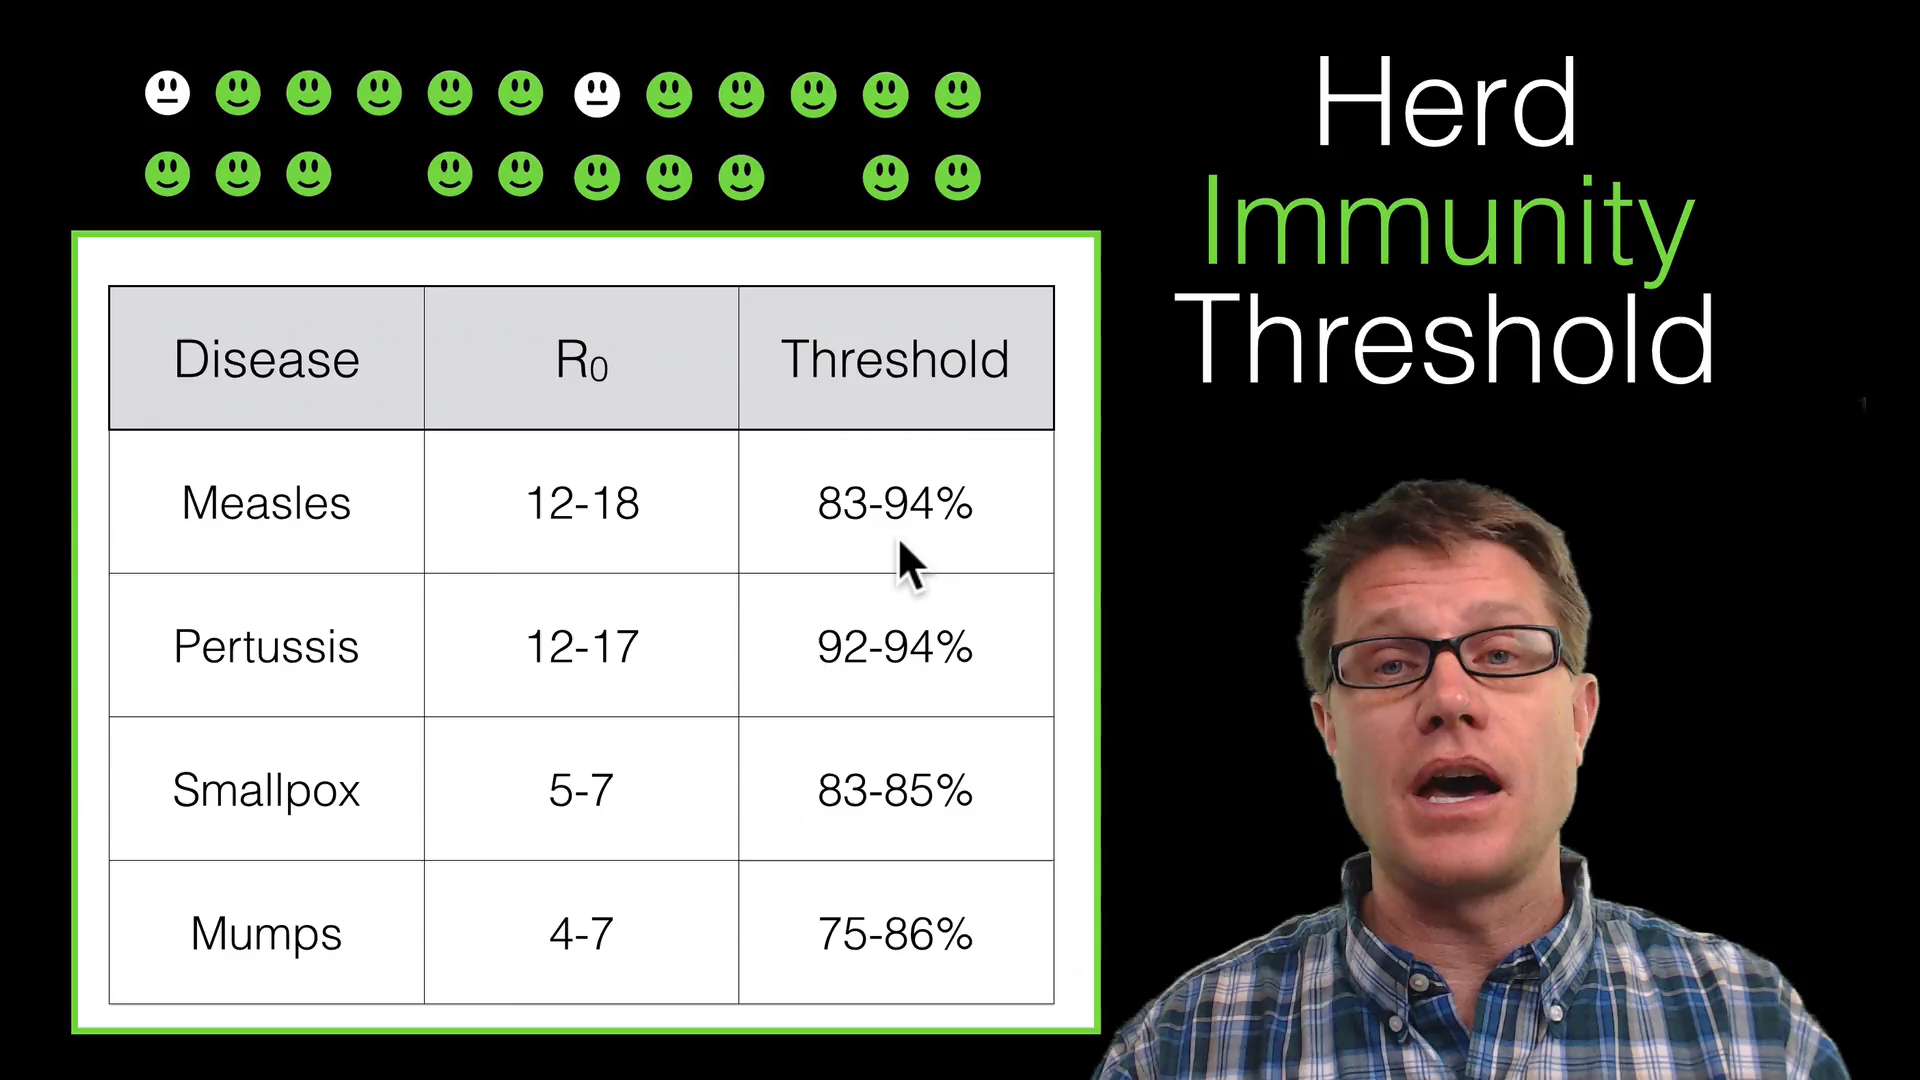 Herd
Immunity
Threshold
Disease R₀ Threshold
Measles 12-18 83-94%
Pertussis 12-17 92-94%
Smallpox 5-7 83-85%
Mumps 4-7 75-86%